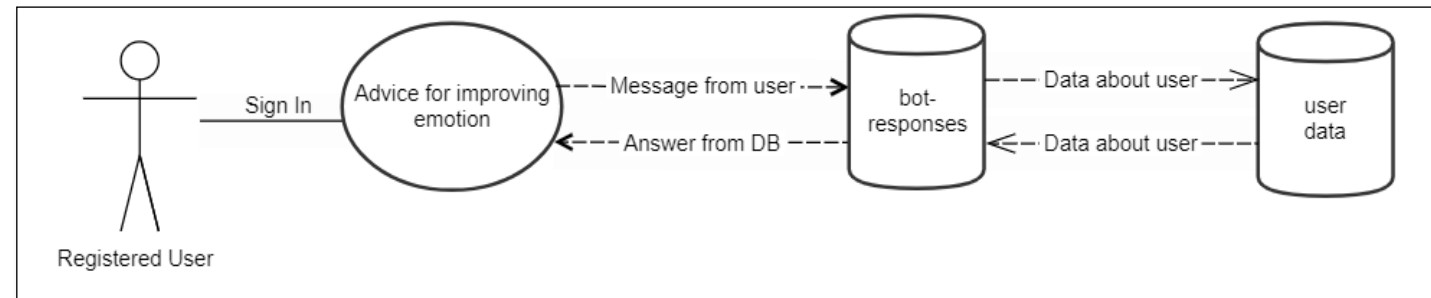 Sign In
Advice for improving
emotion
Message from user
Answer from DB
bot-
responses
Data about user
Data about user
user
data
Registered User